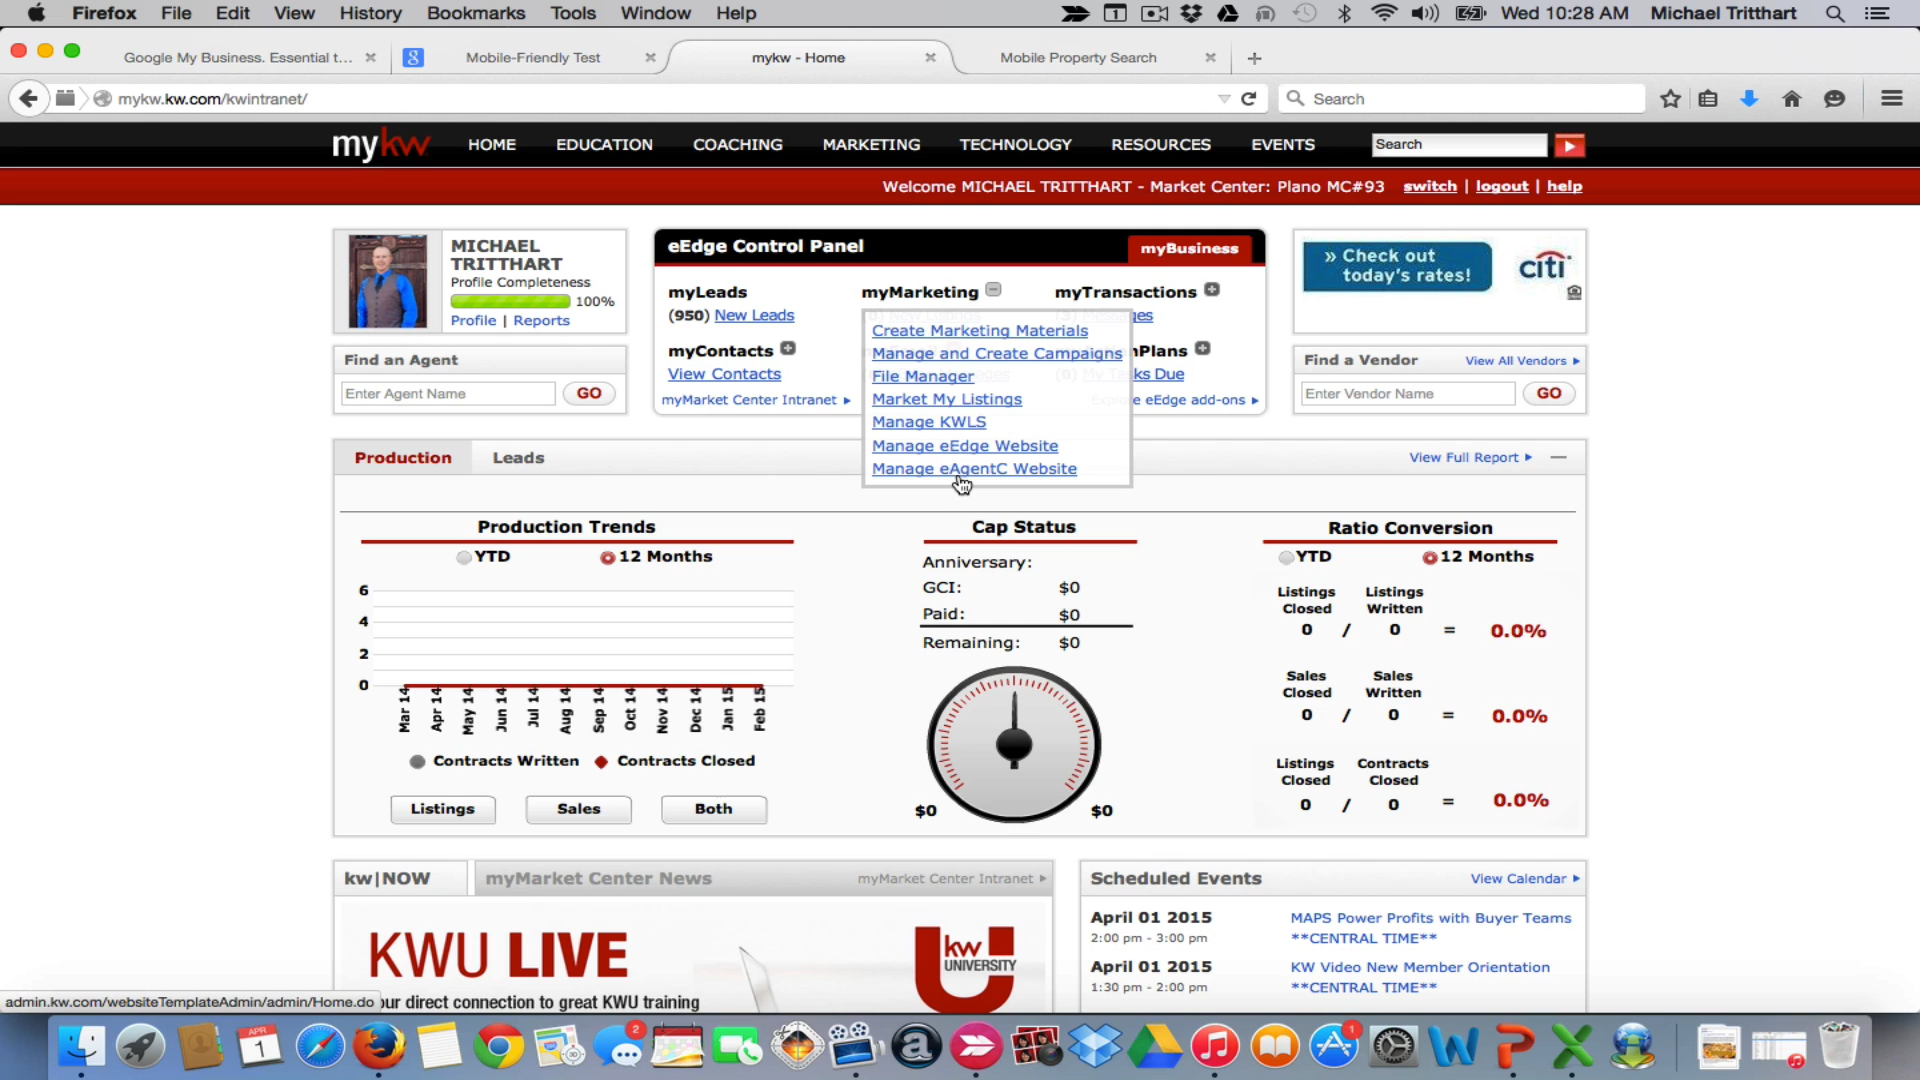 Firefox File Edit View History Bookmarks Tools Window Help
Wed 10:28 AM Michael Tritthart
Google My Business. Essential t...
Mobile-Friendly Test
mykw - Home
Mobile Property Search
mykw.kw.com/kwintranet/
Search
mykw HOME EDUCATION COACHING MARKETING TECHNOLOGY RESOURCES EVENTS Search
Welcome MICHAEL TRITTHART - Market Center: Plano MC#93 switch | logout | help
MICHAEL
TRITTHART
Profile Completeness
100%
Profile | Reports
Find an Agent
Enter Agent Name GO
eEdge Control Panel myBusiness
myLeads
(950) New Leads
myContacts
View Contacts
myMarket Center Intranet
myMarketing
Create Marketing Materials
Manage and Create Campaigns
File Manager
Market My Listings
Manage KWLS
Manage eEdge Website
Manage eAgentC Website
myTransactions
(3) Messages
nPlans
(0) My Tasks Due
Explore eEdge add-ons
» Check out
today's rates!
citi
Find a Vendor View All Vendors
Enter Vendor Name GO
Production Leads View Full Report
Production Trends
YTD 12 Months
6
4
2
0
Mar 14 Apr 14 May 14 Jun 14 Jul 14 Aug 14 Sep 14 Oct 14 Nov 14 Dec 14 Jan 15 Feb 15
Contracts Written Contracts Closed
Listings Sales Both
Cap Status
Anniversary:
GCI: $0
Paid: $0
Remaining: $0
$0 $0
Ratio Conversion
YTD 12 Months
Listings Listings
Closed Written
0 / 0 = 0.0%
Sales Sales
Closed Written
0 / 0 = 0.0%
Listings Contracts
Closed Closed
0 / 0 = 0.0%
kw|NOW myMarket Center News myMarket Center Intranet
KWU LIVE
our direct connection to great KWU training
kw
UNIVERSITY
Scheduled Events View Calendar
April 01 2015 MAPS Power Profits with Buyer Teams
2:00 pm - 3:00 pm **CENTRAL TIME**
April 01 2015 KW Video New Member Orientation
1:30 pm - 2:00 pm **CENTRAL TIME**
admin.kw.com/websiteTemplateAdmin/admin/Home.do
APR
1
2
1